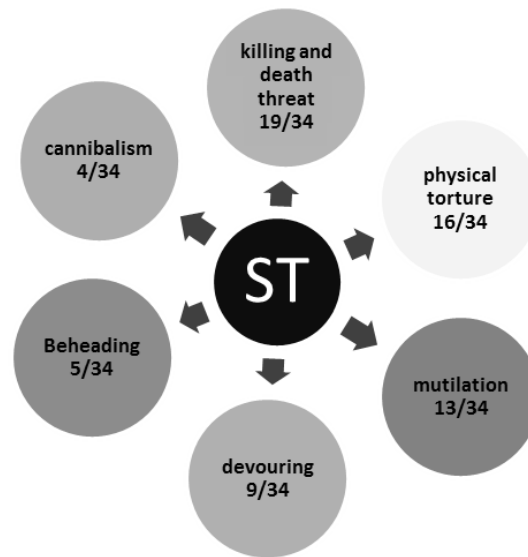 killing and
death
threat
19/34
physical
torture
16/34
mutilation
13/34
devouring
9/34
Beheading
5/34
cannibalism
4/34
ST